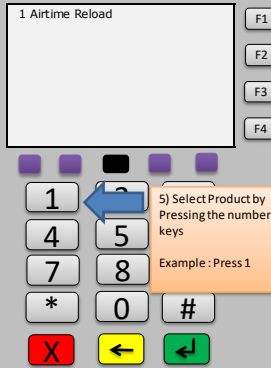 1 Airtime Reload
F1
F2
F3
F4
1
5) Select Product by
Pressing the number
keys
Example : Press 1
4 5
7 8
* 0 #
X